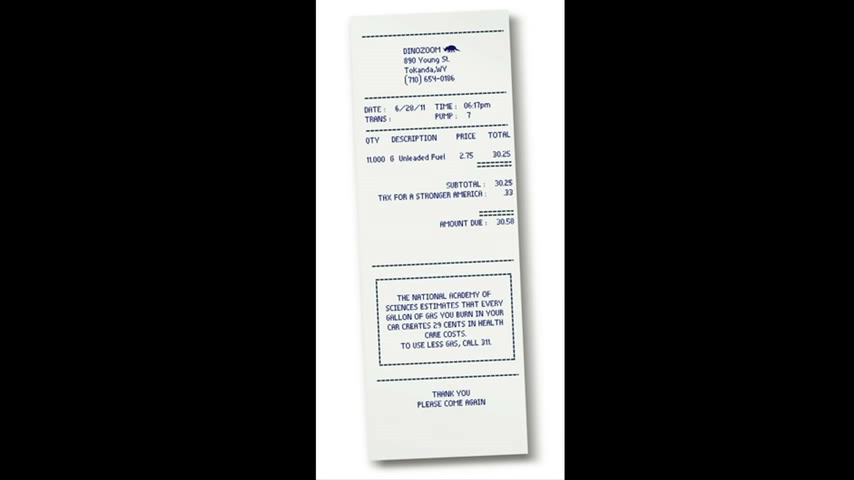 DINOZOOM
890 Young St.
Tokanda,WY
(710) 654-0186
DATE: 6/28/11 TIME: 06:17pm
TRANS: PUMP: 7
QTY DESCRIPTION PRICE TOTAL
11.000 G Unleaded Fuel 2.75 30.25
SUBTOTAL: 30.25
TAX FOR A STRONGER AMERICA: .33
AMOUNT DUE: 30.58
THE NATIONAL ACADEMY OF
SCIENCES ESTIMATES THAT EVERY
GALLON OF GAS YOU BURN IN YOUR
CAR CREATES 29 CENTS IN HEALTH
CARE COSTS.
TO USE LESS GAS, CALL 311.
THANK YOU
PLEASE COME AGAIN